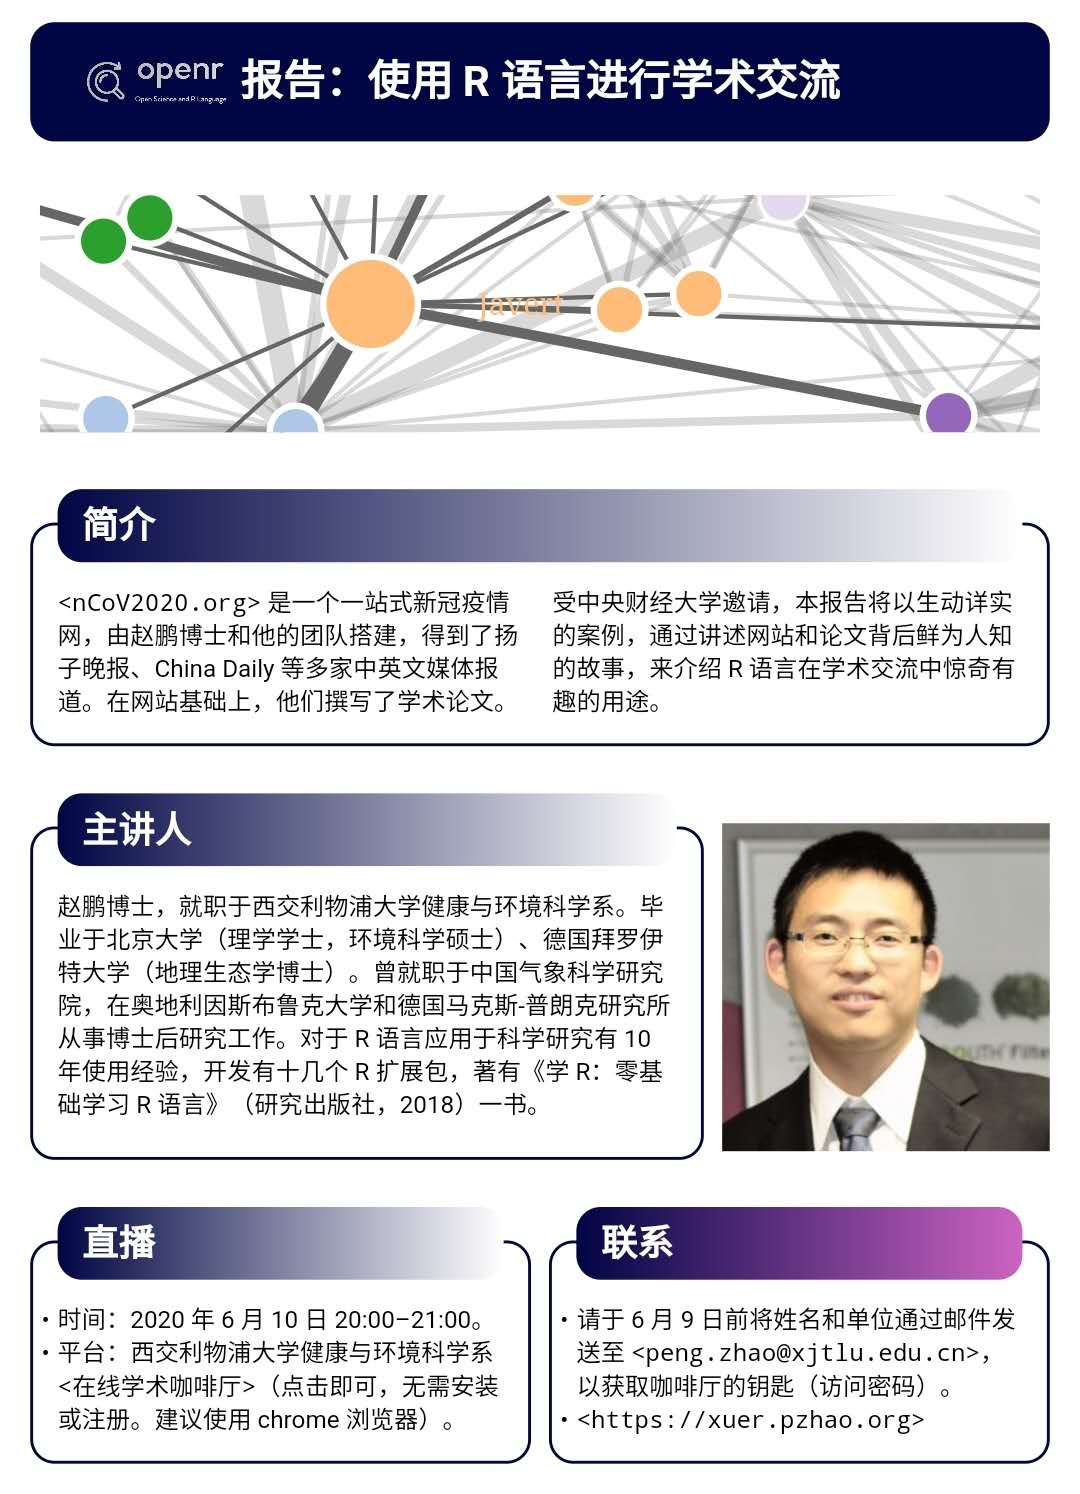 openr
Open Science and R Language
报告：使用 R 语言进行学术交流
Javert
简介
<nCoV2020.org> 是一个一站式新冠疫情
网，由赵鹏博士和他的团队搭建，得到了扬
子晚报、China Daily 等多家中英文媒体报
道。在网站基础上，他们撰写了学术论文。
受中央财经大学邀请，本报告将以生动详实
的案例，通过讲述网站和论文背后鲜为人知
的故事，来介绍 R 语言在学术交流中惊奇有
趣的用途。
主讲人
赵鹏博士，就职于西交利物浦大学健康与环境科学系。毕
业于北京大学（理学学士，环境科学硕士）、德国拜罗伊
特大学（地理生态学博士）。曾就职于中国气象科学研究
院，在奥地利因斯布鲁克大学和德国马克斯-普朗克研究所
从事博士后研究工作。对于 R 语言应用于科学研究有 10
年使用经验，开发有十几个 R 扩展包，著有《学 R：零基
础学习 R 语言》（研究出版社，2018）一书。
直播
• 时间：2020 年 6 月 10 日 20:00–21:00。
• 平台：西交利物浦大学健康与环境科学系
<在线学术咖啡厅>（点击即可，无需安装
或注册。建议使用 chrome 浏览器）。
联系
• 请于 6 月 9 日前将姓名和单位通过邮件发
送至 <peng.zhao@xjtlu.edu.cn>，
以获取咖啡厅的钥匙（访问密码）。
• <https://xuer.pzhao.org>